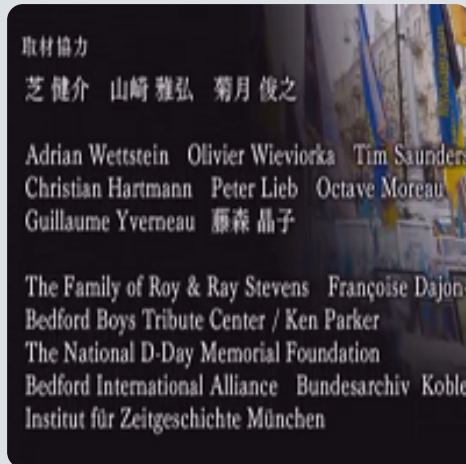 取材協力
芝 健介 山崎 雅弘 菊月 俊之
Adrian Wettstein Olivier Wieviorka Tim Saunders
Christian Hartmann Peter Lieb Octave Moreau
Guillaume Yverneau 藤森 晶子
The Family of Roy & Ray Stevens Françoise Dajon
Bedford Boys Tribute Center / Ken Parker
The National D-Day Memorial Foundation
Bedford International Alliance Bundesarchiv Koble
Institut für Zeitgeschichte München